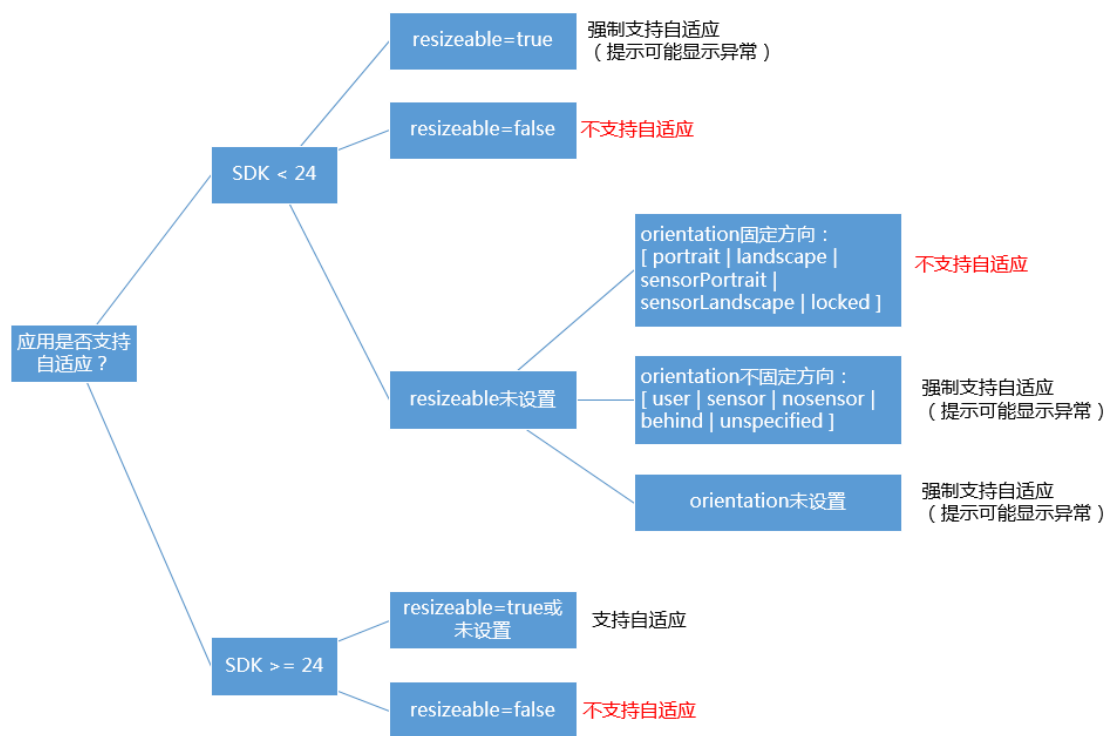 resizeable=true
强制支持自适应
（提示可能显示异常）
resizeable=false
不支持自适应
SDK < 24
orientation固定方向：
[ portrait | landscape |
sensorPortrait |
sensorLandscape | locked ]
不支持自适应
应用是否支持
自适应？
resizeable未设置
orientation不固定方向：
[ user | sensor | nosensor |
behind | unspecified ]
强制支持自适应
（提示可能显示异常）
orientation未设置
强制支持自适应
（提示可能显示异常）
SDK >= 24
resizeable=true或
未设置
支持自适应
resizeable=false
不支持自适应